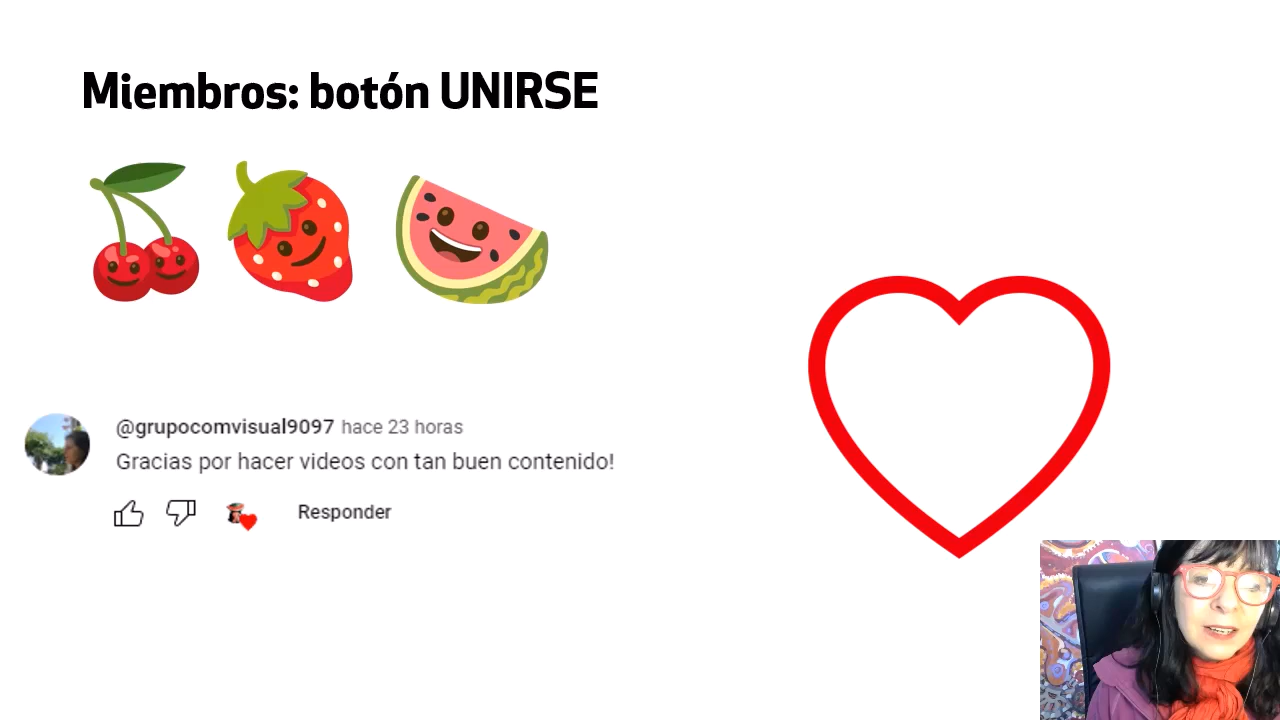 Miembros: botón UNIRSE
@grupocomvisual9097 hace 23 horas
Gracias por hacer videos con tan buen contenido!
Responder